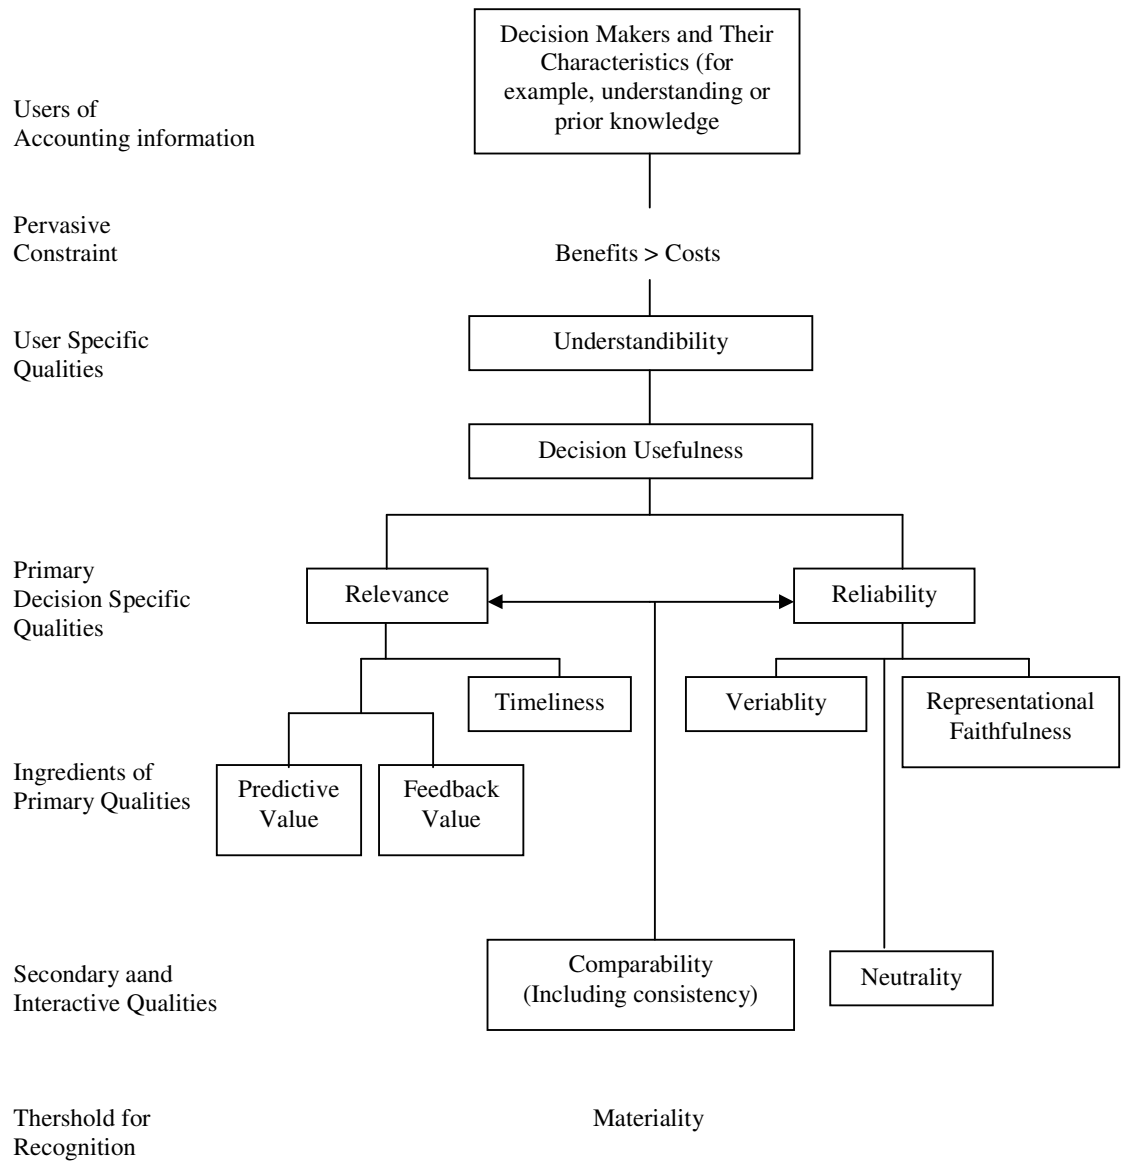 Decision Makers and Their
Characteristics (for
example, understanding or
prior knowledge
Users of
Accounting information
Pervasive
Constraint
Benefits > Costs
User Specific
Qualities
Understandibility
Decision Usefulness
Primary
Decision Specific
Qualities
Relevance
Reliability
Timeliness
Veriablity
Representational
Faithfulness
Ingredients of
Primary Qualities
Predictive
Value
Feedback
Value
Secondary aand
Interactive Qualities
Comparability
(Including consistency)
Neutrality
Thershold for
Recognition
Materiality